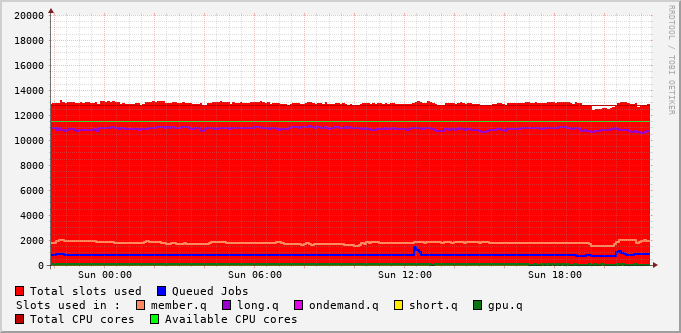 20000
18000
16000
14000
12000
10000
8000
6000
4000
2000
0
Sun 00:00 Sun 06:00 Sun 12:00 Sun 18:00
RRDTOOL / TOBI OETIKER
Total slots used Queued Jobs
Slots used in : member.q long.q ondemand.q short.q gpu.q
Total CPU cores Available CPU cores